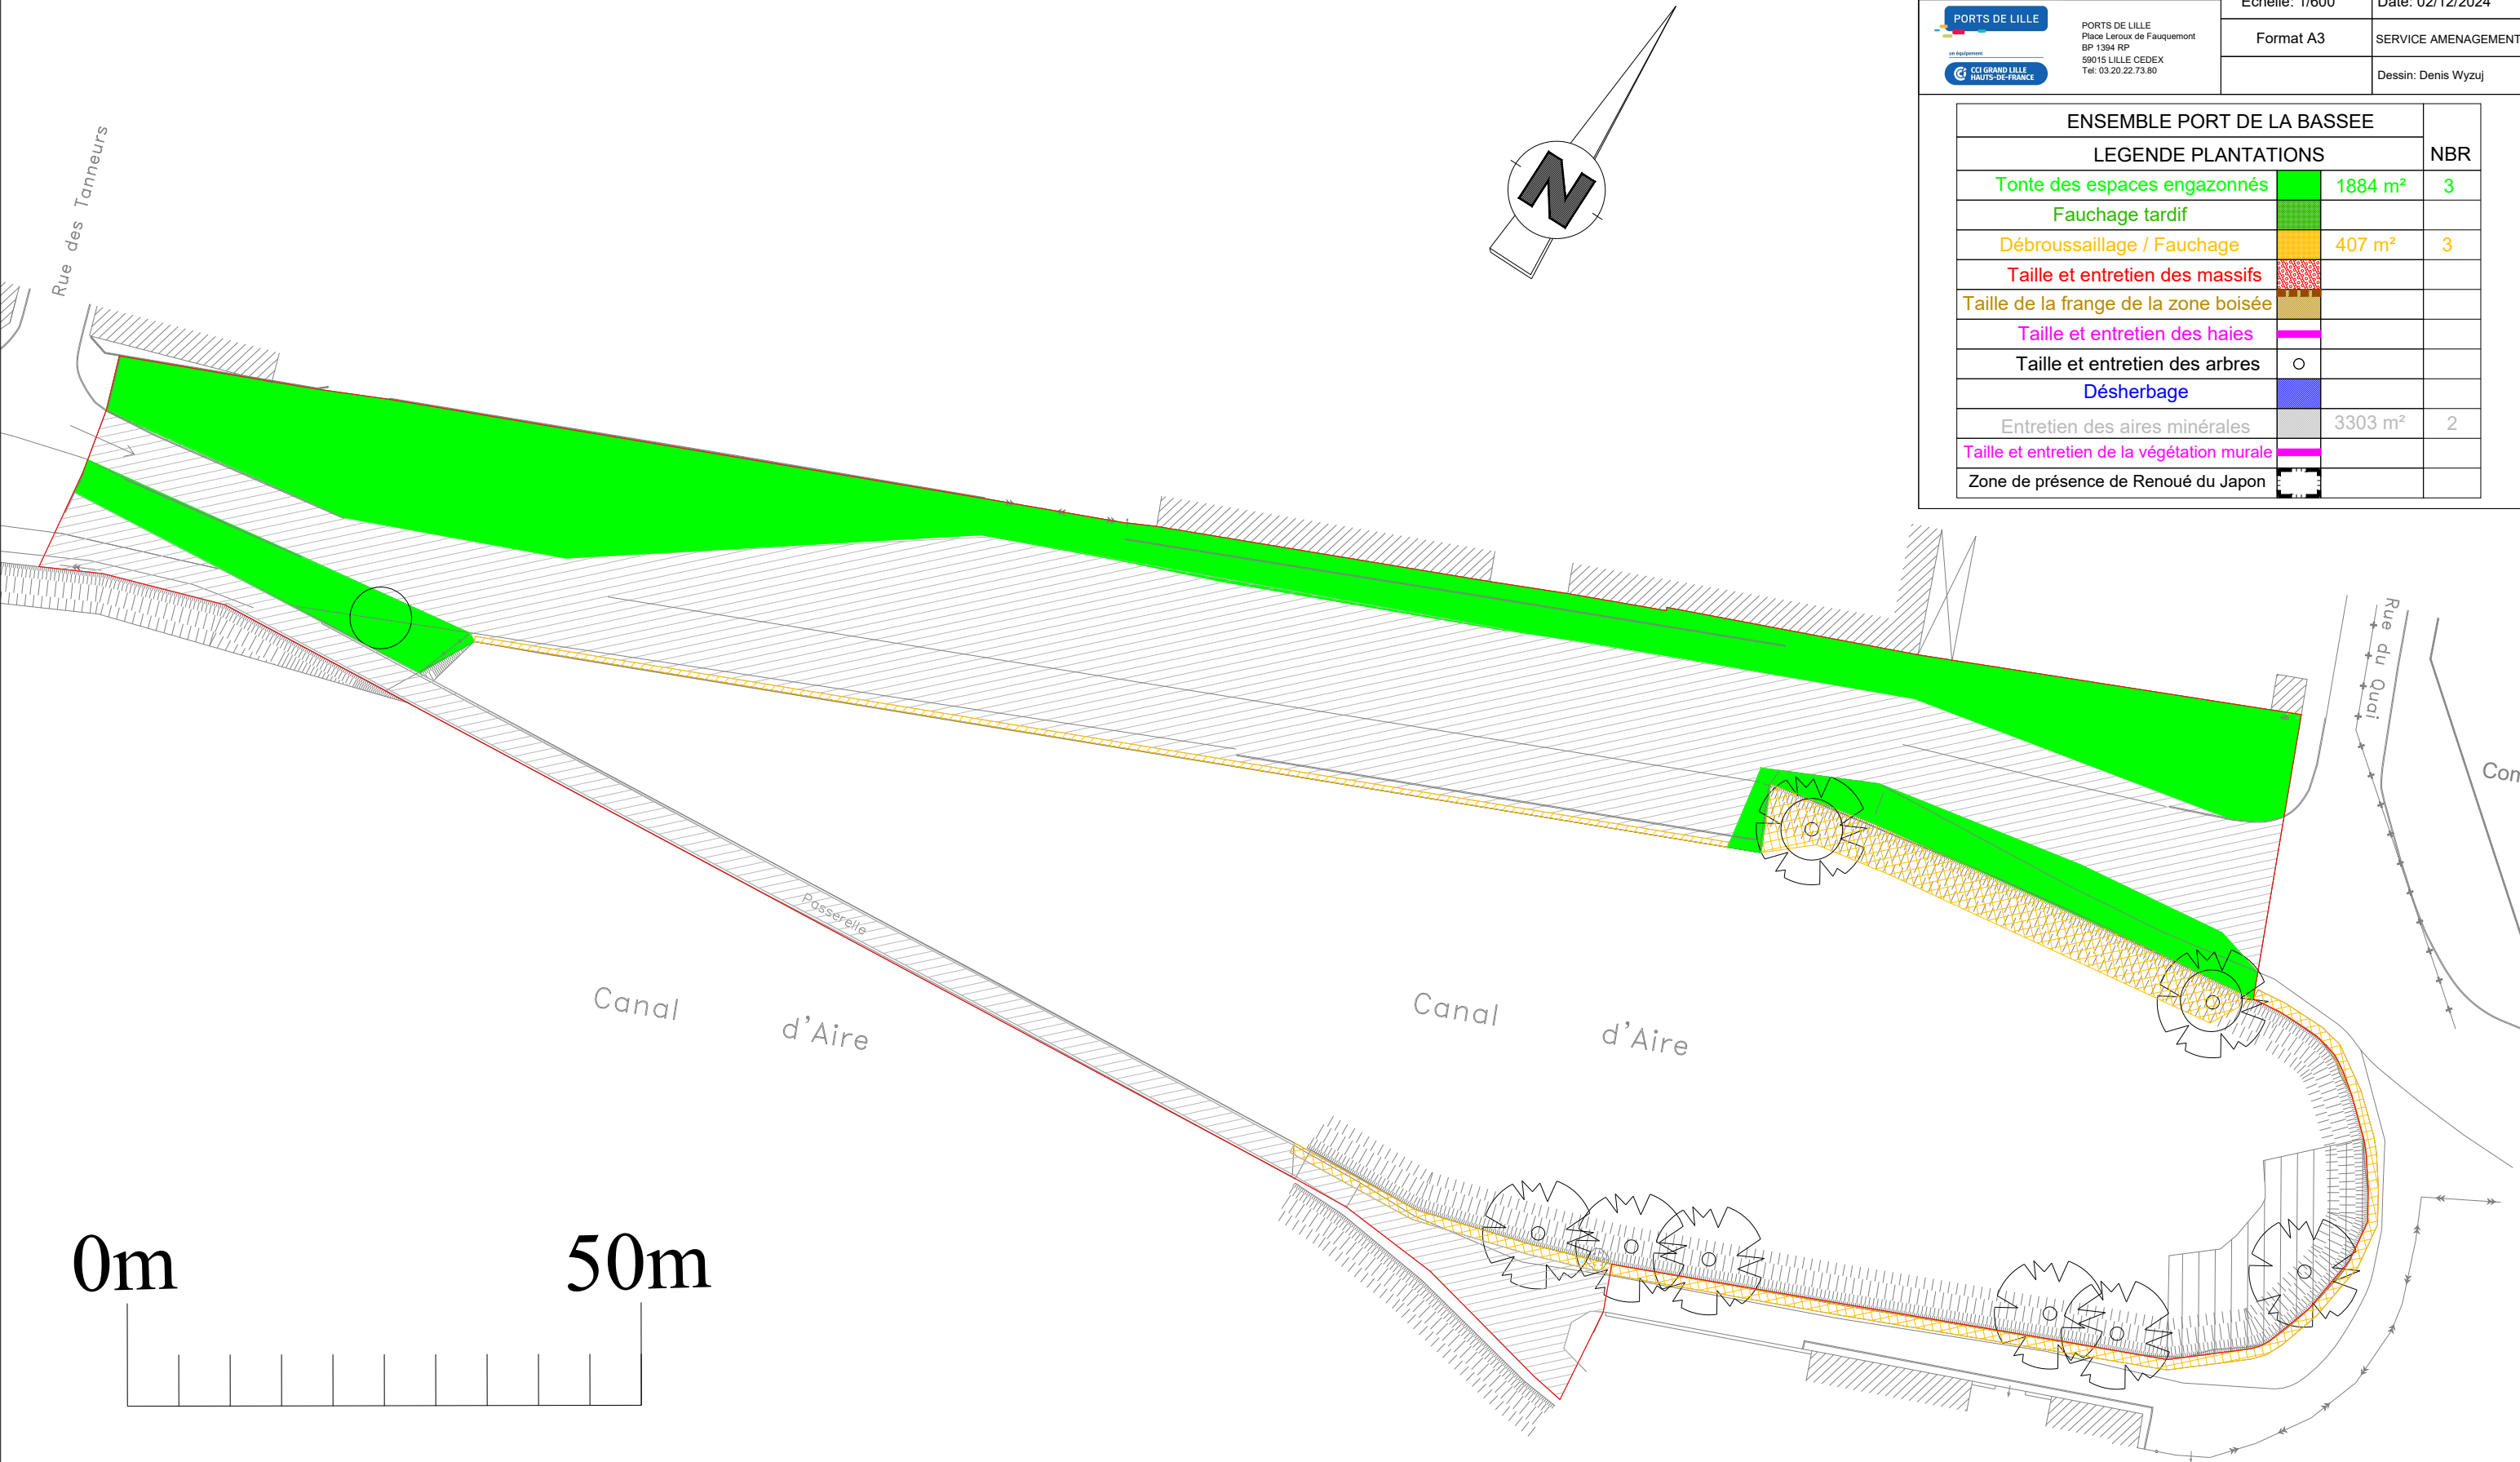 Echelle: 1/600
Date: 02/12/2024
PORTS DE LILLE
un équipement
CCI GRAND LILLE
HAUTS-DE-FRANCE
PORTS DE LILLE
Place Leroux de Fauquemont
BP 1394 RP
59015 LILLE CEDEX
Tel: 03.20.22.73.80
Format A3
SERVICE AMENAGEMENT
Dessin: Denis Wyzuj
ENSEMBLE PORT DE LA BASSEE
LEGENDE PLANTATIONS NBR
Tonte des espaces engazonnés 1884 m² 3
Fauchage tardif
Débroussaillage / Fauchage 407 m² 3
Taille et entretien des massifs
Taille de la frange de la zone boisée
Taille et entretien des haies
Taille et entretien des arbres
Désherbage
Entretien des aires minérales 3303 m² 2
Taille et entretien de la végétation murale
Zone de présence de Renoué du Japon
N
Rue des Tanneurs
Rue du Quai
Com
Passerelle
Canal d'Aire
Canal d'Aire
0m 50m